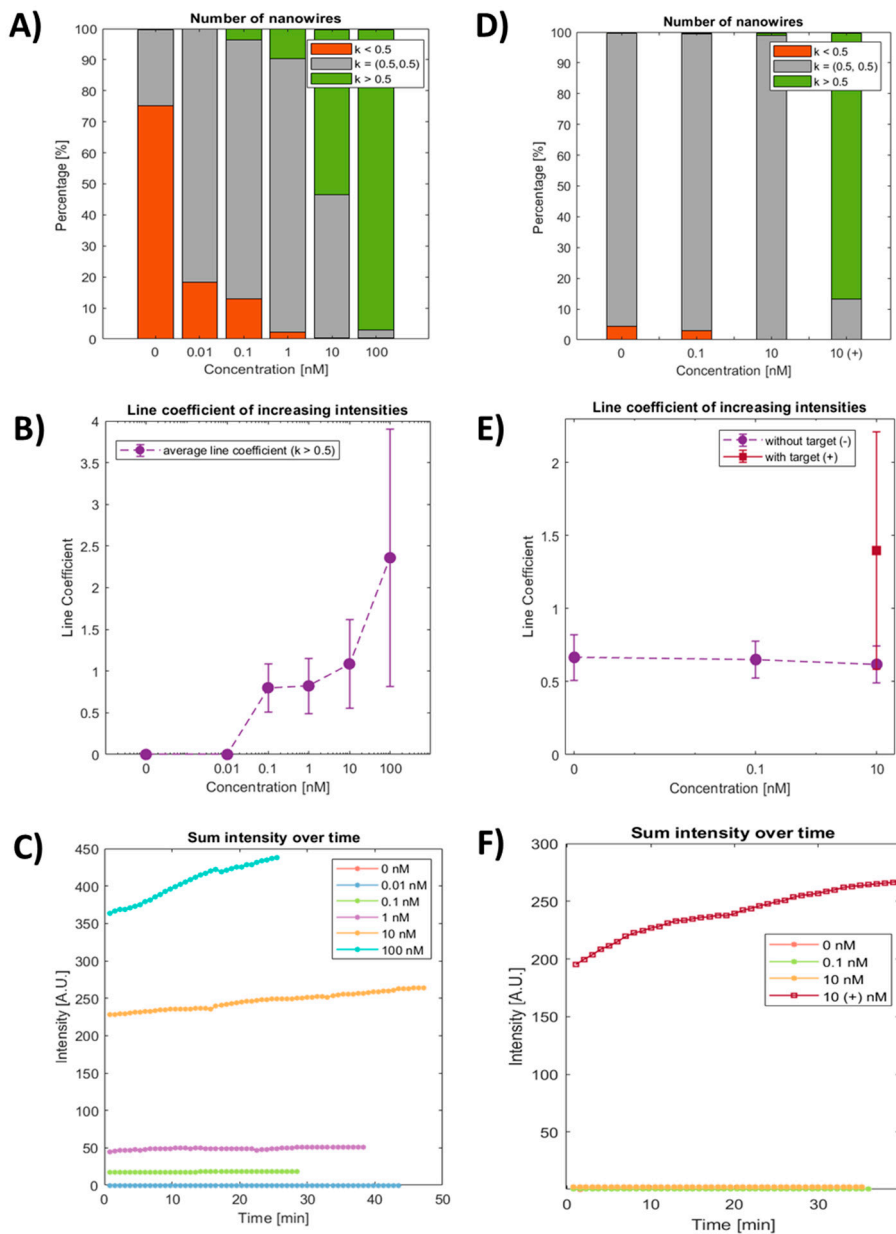 A)
Number of nanowires
k < 0.5
k = (0.5,0.5)
k > 0.5
Percentage [%]
100
90
80
70
60
50
40
30
20
10
0
0 0.01 0.1 1 10 100
Concentration [nM]
D)
Number of nanowires
k < 0.5
k = (0.5, 0.5)
k > 0.5
Percentage [%]
100
90
80
70
60
50
40
30
20
10
0
0 0.1 10 10 (+)
Concentration [nM]
B)
Line coefficient of increasing intensities
average line coefficient (k > 0.5)
Line Coefficient
4
3.5
3
2.5
2
1.5
1
0.5
0
0 0.01 0.1 1 10 100
Concentration [nM]
E)
Line coefficient of increasing intensities
without target (-)
with target (+)
Line Coefficient
2
1.5
1
0.5
0
0 0.1 10
Concentration [nM]
C)
Sum intensity over time
0 nM
0.01 nM
0.1 nM
1 nM
10 nM
100 nM
Intensity [A.U.]
450
400
350
300
250
200
150
100
50
0
0 10 20 30 40 50
Time [min]
F)
Sum intensity over time
0 nM
0.1 nM
10 nM
10 (+) nM
Intensity [A.U.]
300
250
200
150
100
50
0 10 20 30
Time [min]